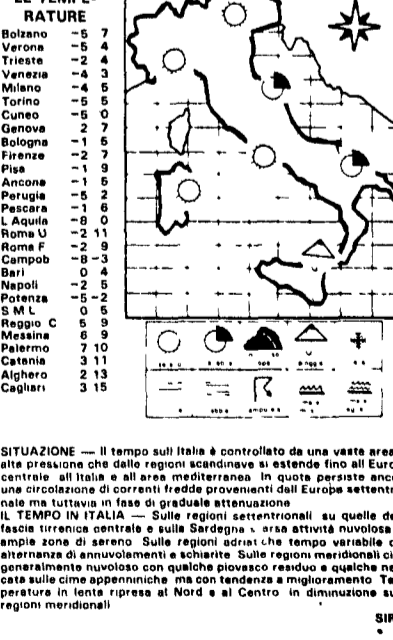 RATURE
Bolzano -5 7
Verona -5 4
Trieste -2 4
Venezia -4 3
Milano -4 5
Torino -5 5
Cuneo -5 0
Genova 2 7
Bologna -1 5
Firenze -2 7
Pisa -1 9
Ancona -1 5
Perugia -5 2
Pescara -1 6
L Aquila -8 0
Roma U -2 11
Roma F -2 9
Campob -8 -3
Bari 0 4
Napoli -2 5
Potenza -5 -2
S M L 0 5
Reggio C 5 9
Messina 6 9
Palermo 7 10
Catania 3 11
Alghero 2 13
Cagliari 3 15
SITUAZIONE — Il tempo sull Italia è controllato da una vasta area
alta pressione che dalle regioni scandinave si estende fino all Euro
centrale all Italia e all area mediterranea In quota persiste anc
una circolazione di correnti fredde provenienti dall Europa settentr
nale ma tuttavia in fase di graduale attenuazione
IL TEMPO IN ITALIA — Sulle regioni settentrionali su quelle de
fascia tirrenica centrale e sulla Sardegna s arsa attività nuvolosa
ampie zone di sereno Sulle regioni adriat che tempo variabile c
alternanza di annuvolamenti e schiarite Sulle regioni meridionali ci
generalmente nuvoloso con qualche piovasco residuo e qualche ne
cata sulle cime appenniniche ma con tendenza a miglioramento Te
peratura in lenta ripresa al Nord e al Centro in diminuzione su
regioni meridionali
SIP